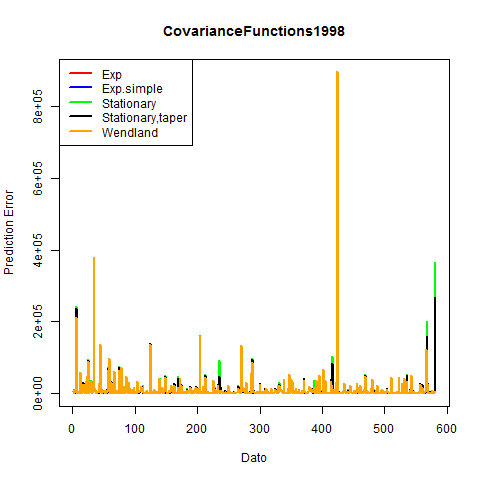 CovarianceFunctions1998
Exp
Exp.simple
Stationary
Stationary,taper
Wendland
Prediction Error
8e+05
6e+05
4e+05
2e+05
0e+00
0 100 200 300 400 500 600
Dato